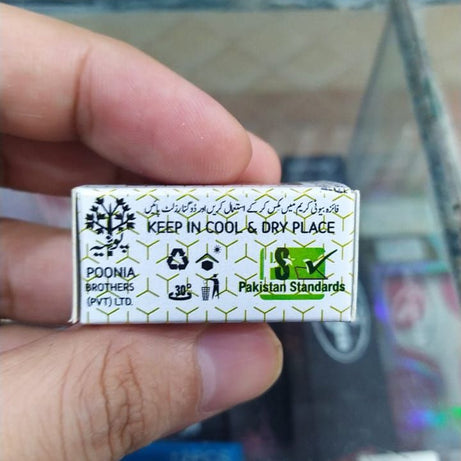 فائزہ بیوٹی کریم میں مکس کر کے استعمال کریں اور ڈو گنا رزلٹ پائیں
KEEP IN COOL & DRY PLACE
POONIA
BROTHERS
(PVT) LTD.
30°
S
Pakistan Standards